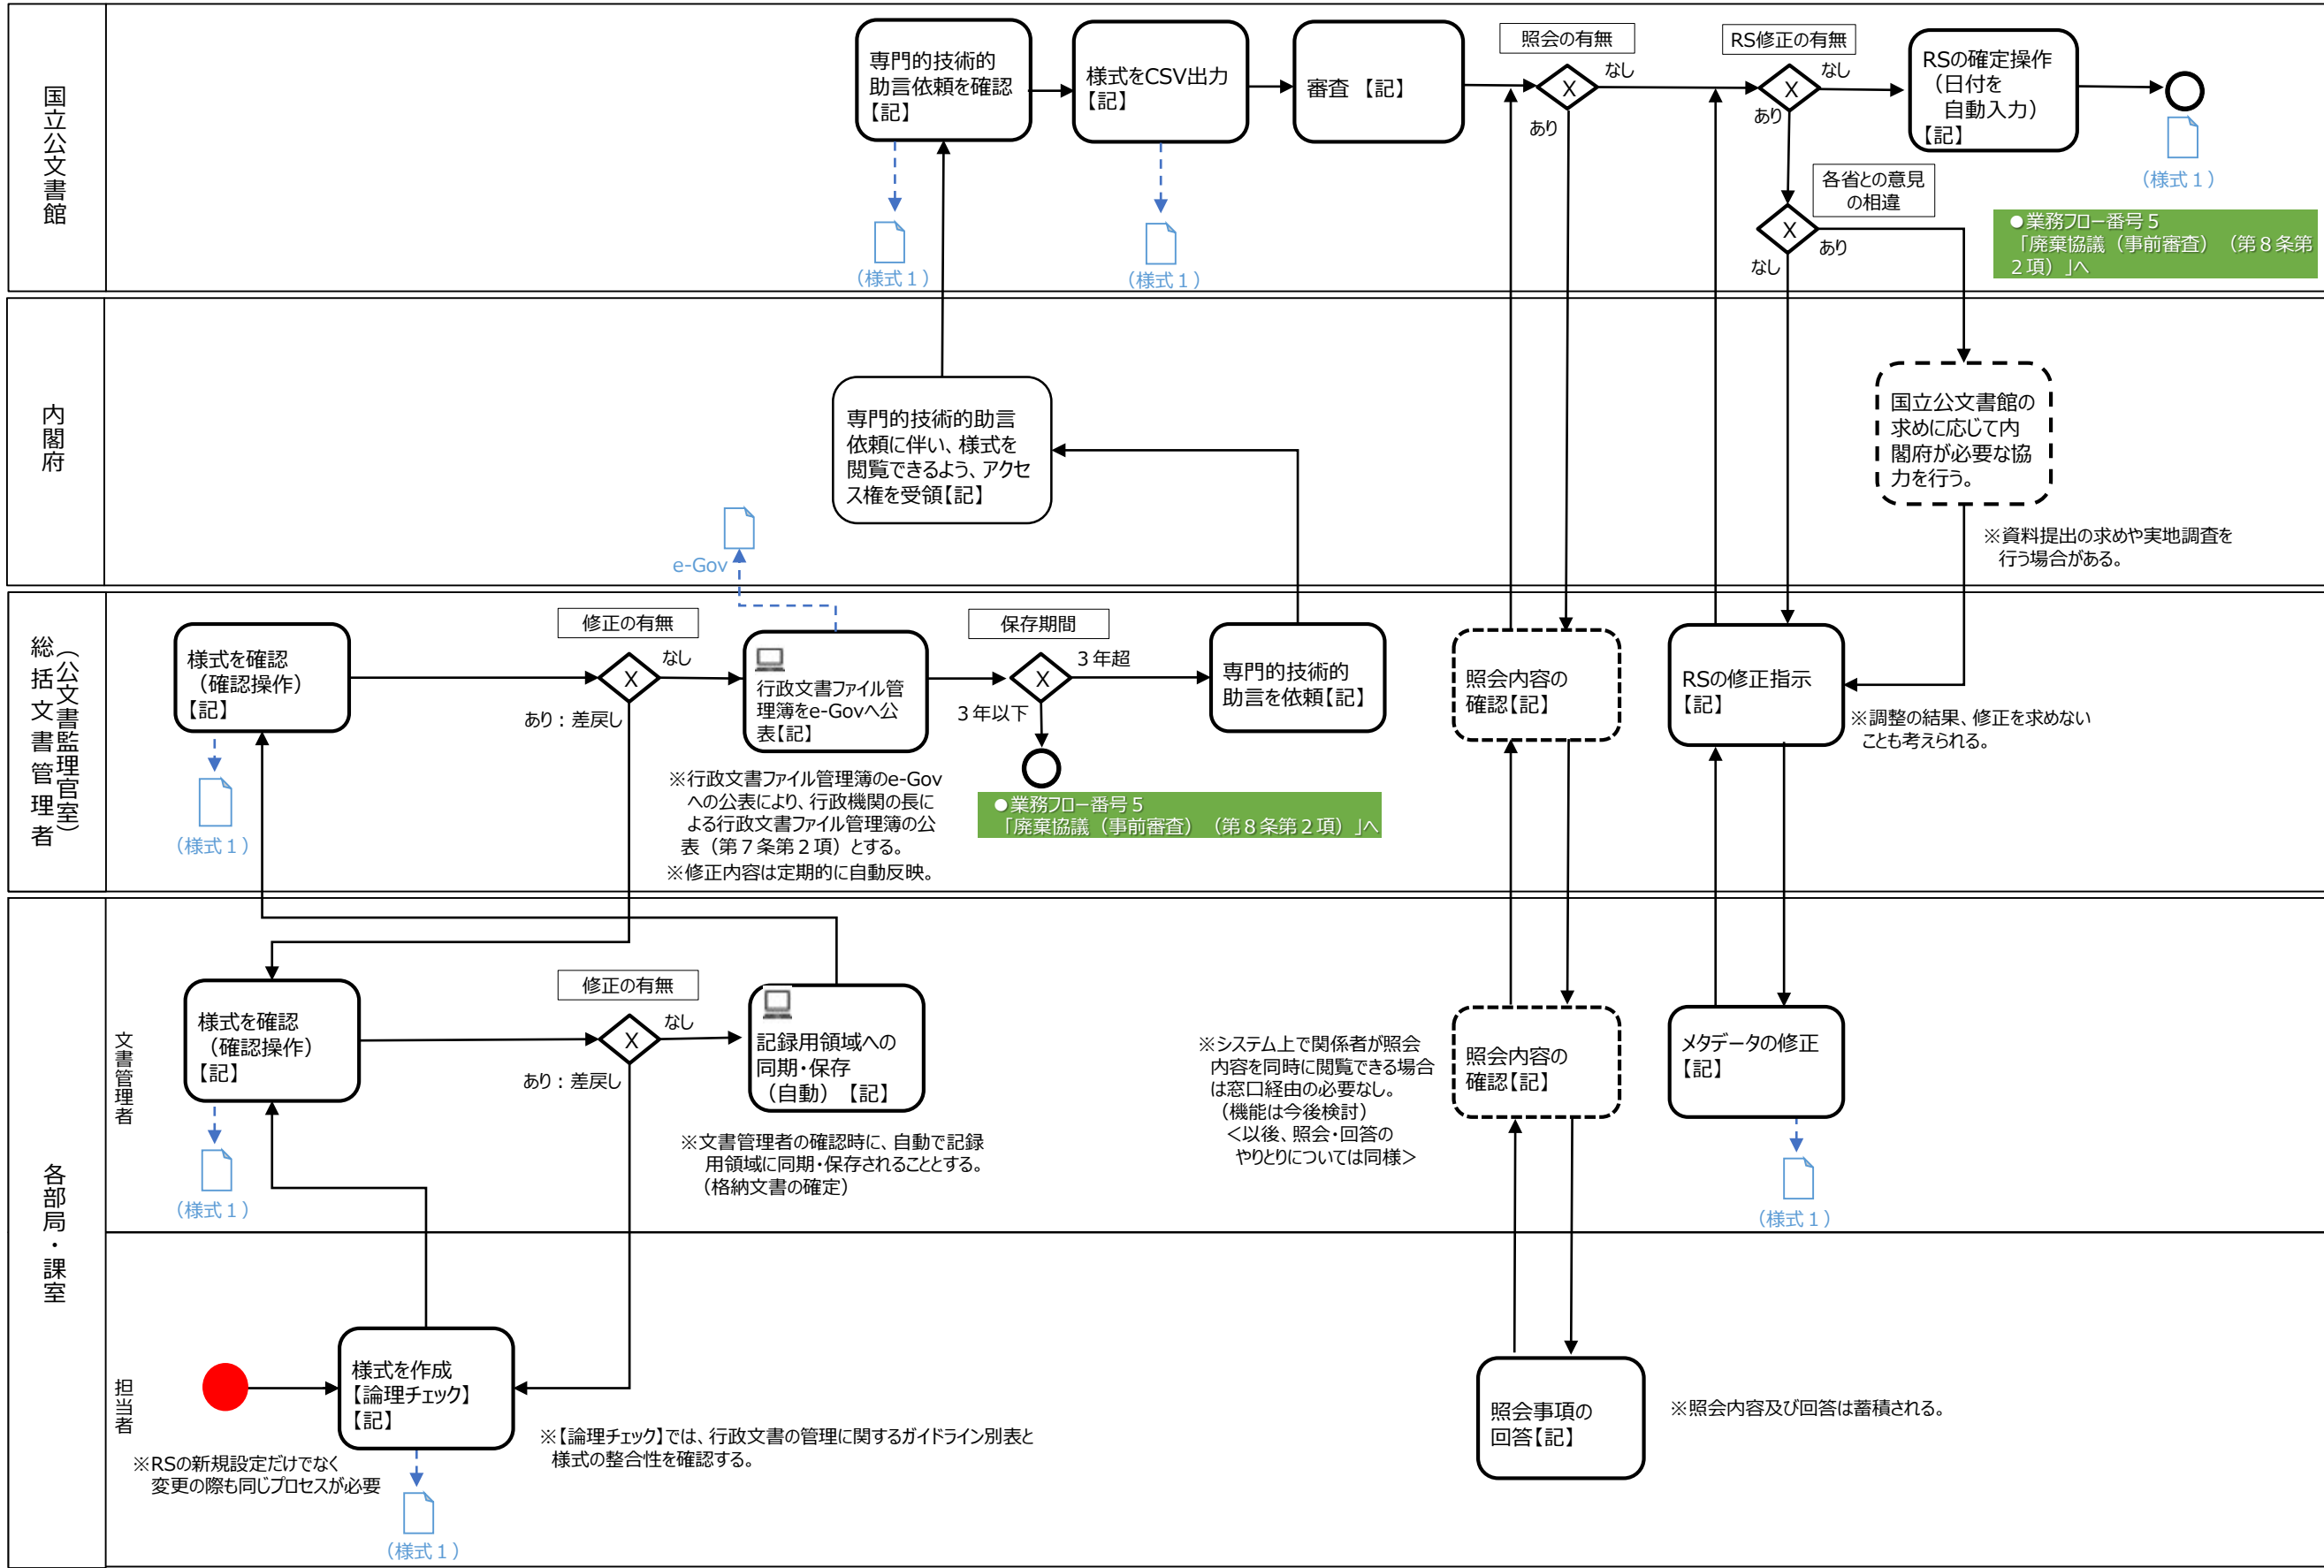 国立公文書館
専門的技術的
助言依頼を確認
【記】
様式をCSV出力
【記】
審査 【記】
照会の有無
X
なし
あり
RS修正の有無
X
なし
あり
RSの確定操作
（日付を
自動入力）
【記】
（様式１）
（様式１）
（様式１）
各省との意見
の相違
X
あり
なし
●業務フロー番号５
「廃棄協議（事前審査）（第８条第
２項）」へ
内閣府
専門的技術的助言
依頼に伴い、様式を
閲覧できるよう、アクセ
ス権を受領【記】
国立公文書館の
求めに応じて内
閣府が必要な協
力を行う。
※資料提出の求めや実地調査を
行う場合がある。
e-Gov
総括文書管理者
（公文書監理官室）
様式を確認
（確認操作）
【記】
（様式１）
修正の有無
X
なし
あり：差戻し
行政文書ファイル管
理簿をe-Govへ公
表【記】
※行政文書ファイル管理簿のe-Gov
への公表により、行政機関の長に
よる行政文書ファイル管理簿の公
表（第７条第２項）とする。
※修正内容は定期的に自動反映。
保存期間
X
３年超
３年以下
●業務フロー番号５
「廃棄協議（事前審査）（第８条第２項）」へ
専門的技術的
助言を依頼【記】
照会内容の
確認【記】
RSの修正指示
【記】
※調整の結果、修正を求めない
ことも考えられる。
各部局・課室
文書管理者
様式を確認
（確認操作）
【記】
（様式１）
修正の有無
X
なし
あり：差戻し
記録用領域への
同期・保存
（自動）【記】
※文書管理者の確認時に、自動で記録
用領域に同期・保存されることとする。
（格納文書の確定）
※システム上で関係者が照会
内容を同時に閲覧できる場合
は窓口経由の必要なし。
（機能は今後検討）
＜以後、照会・回答の
やりとりについては同様＞
照会内容の
確認【記】
メタデータの修正
【記】
（様式１）
担当者
様式を作成
【論理チェック】
【記】
※RSの新規設定だけでなく
変更の際も同じプロセスが必要
（様式１）
※【論理チェック】では、行政文書の管理に関するガイドライン別表と
様式の整合性を確認する。
照会事項の
回答【記】
※照会内容及び回答は蓄積される。